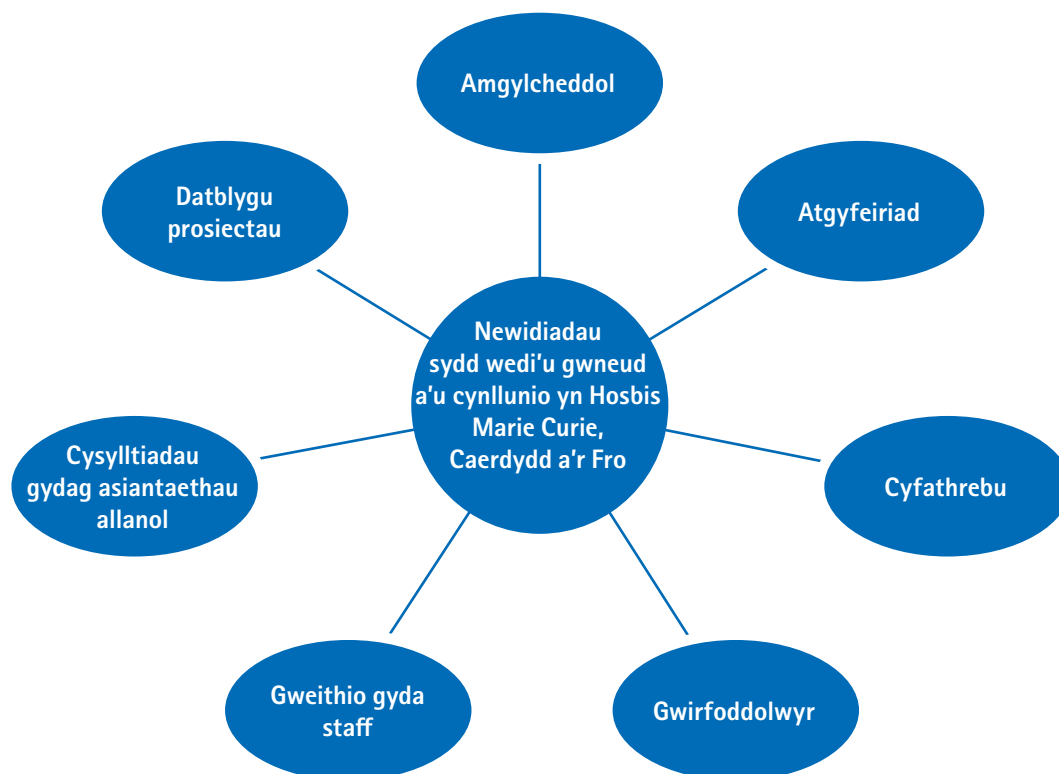 Amgylcheddol
Datblygu
prosiectau
Atgyfeiriad
Newidiadau
sydd wedi'u gwneud
a'u cynllunio yn Hosbis
Marie Curie,
Caerdydd a'r Fro
Cysylltiadau
gydag asiantaethau
allanol
Cyfathrebu
Gweithio gyda
staff
Gwirfoddolwyr